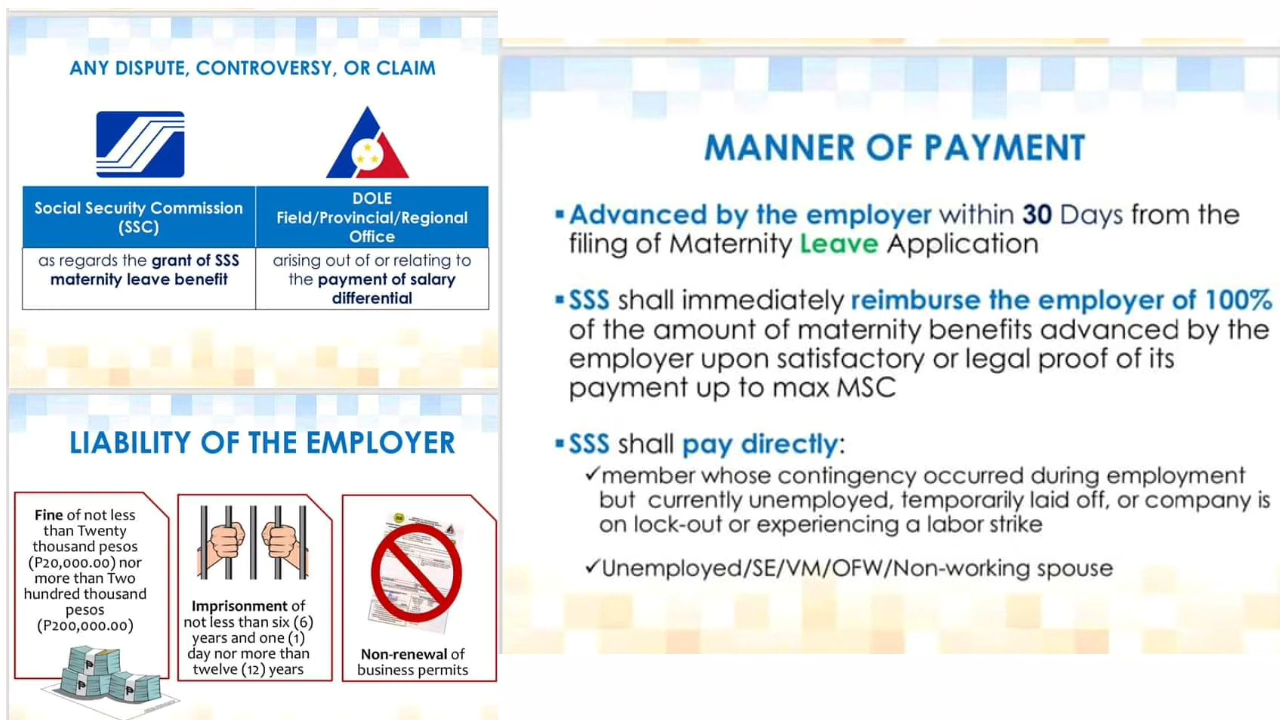 ANY DISPUTE, CONTROVERSY, OR CLAIM
Social Security Commission
(SSC)
DOLE
Field/Provincial/Regional
Office
as regards the grant of SSS
maternity leave benefit
arising out of or relating to
the payment of salary
differential
LIABILITY OF THE EMPLOYER
Fine of not less
than Twenty
thousand pesos
(P20,000.00) nor
more than Two
hundred thousand
pesos
(P200,000.00)
Imprisonment of
not less than six (6)
years and one (1)
day nor more than
twelve (12) years
Non-renewal of
business permits
MANNER OF PAYMENT
▪Advanced by the employer within 30 Days from the
filing of Maternity Leave Application
▪SSS shall immediately reimburse the employer of 100%
of the amount of maternity benefits advanced by the
employer upon satisfactory or legal proof of its
payment up to max MSC
▪SSS shall pay directly:
✓member whose contingency occurred during employment
but currently unemployed, temporarily laid off, or company is
on lock-out or experiencing a labor strike
✓Unemployed/SE/VM/OFW/Non-working spouse